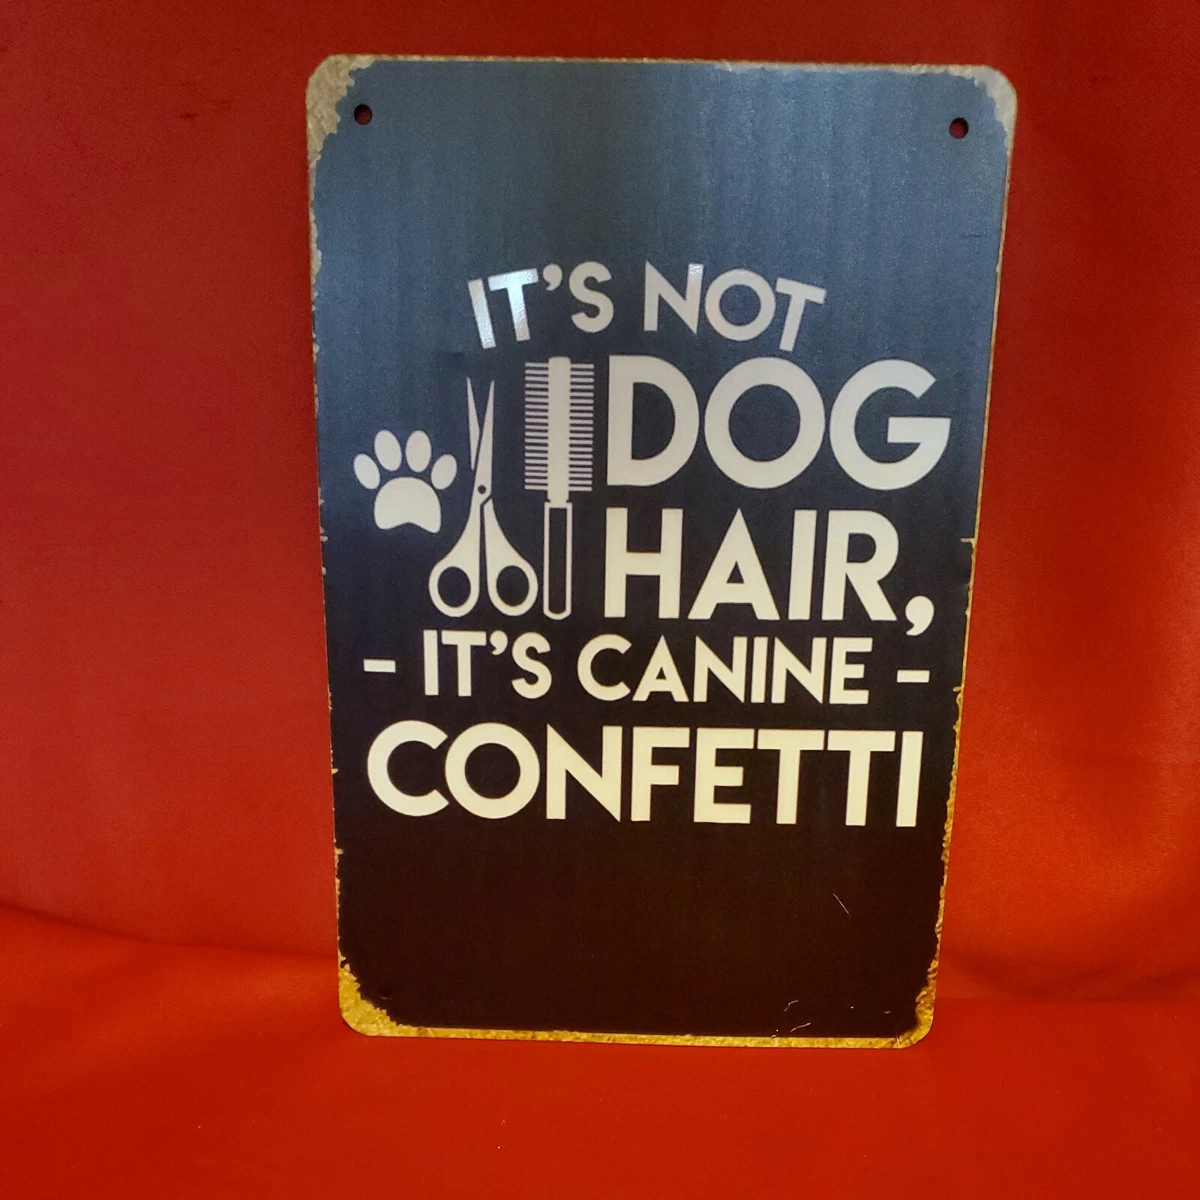 IT'S NOT
DOG
HAIR,
- IT'S CANINE -
CONFETTI